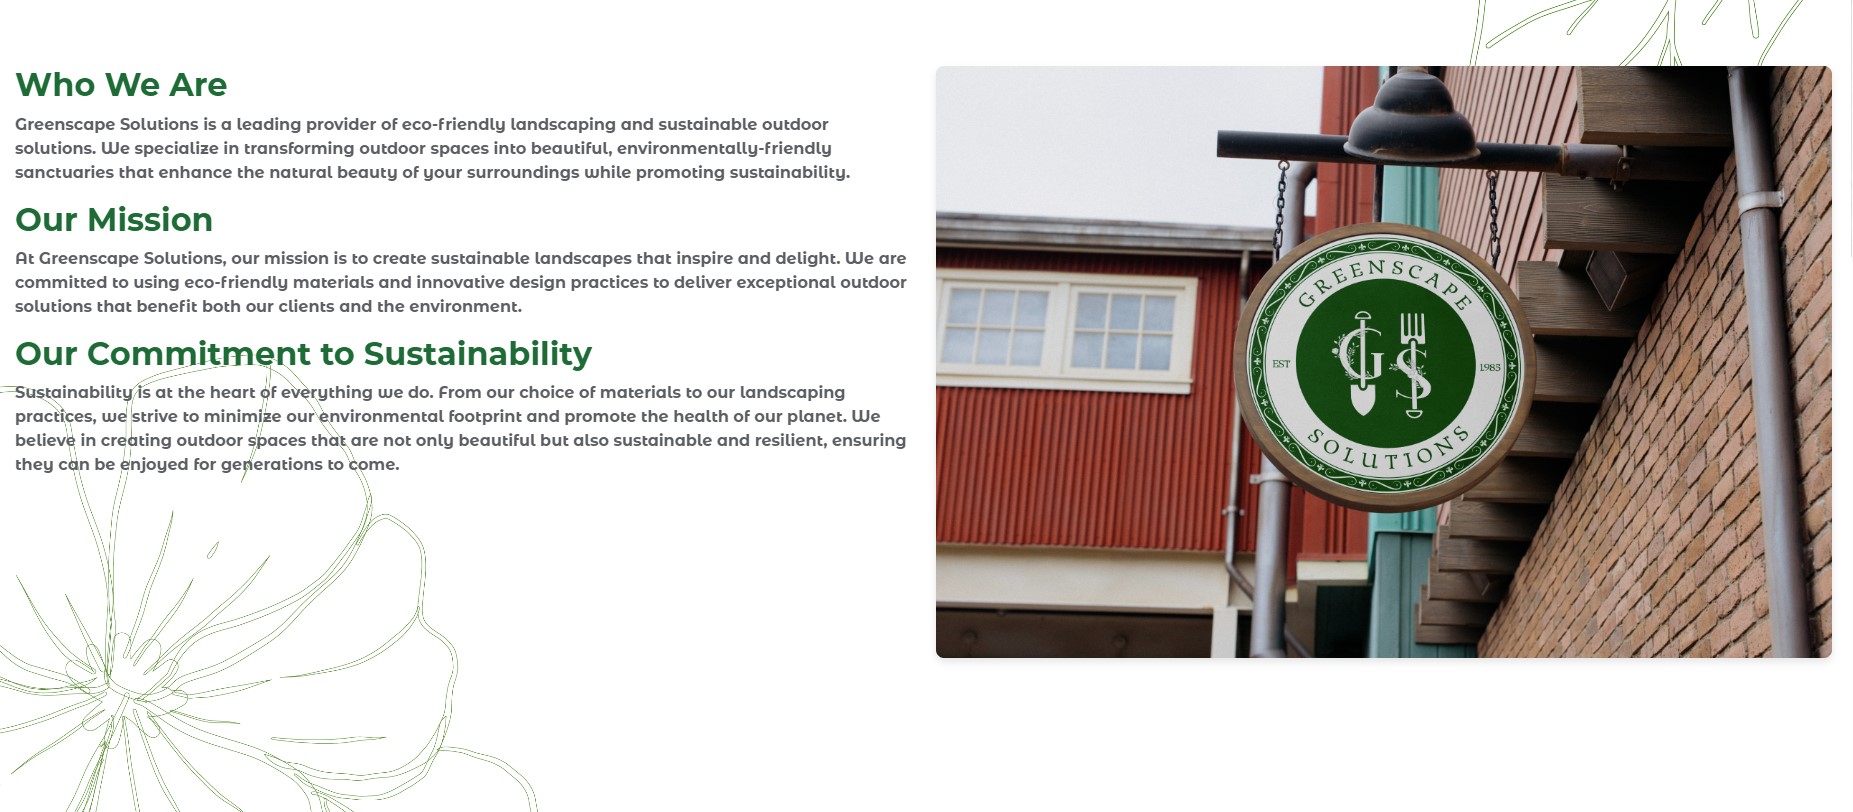 Who We Are
Greenscape Solutions is a leading provider of eco-friendly landscaping and sustainable outdoor
solutions. We specialize in transforming outdoor spaces into beautiful, environmentally-friendly
sanctuaries that enhance the natural beauty of your surroundings while promoting sustainability.
Our Mission
At Greenscape Solutions, our mission is to create sustainable landscapes that inspire and delight. We are
committed to using eco-friendly materials and innovative design practices to deliver exceptional outdoor
solutions that benefit both our clients and the environment.
Our Commitment to Sustainability
Sustainability is at the heart of everything we do. From our choice of materials to our landscaping
practices, we strive to minimize our environmental footprint and promote the health of our planet. We
believe in creating outdoor spaces that are not only beautiful but also sustainable and resilient, ensuring
they can be enjoyed for generations to come.
GREENSCAPE
EST GS 1985
SOLUTIONS